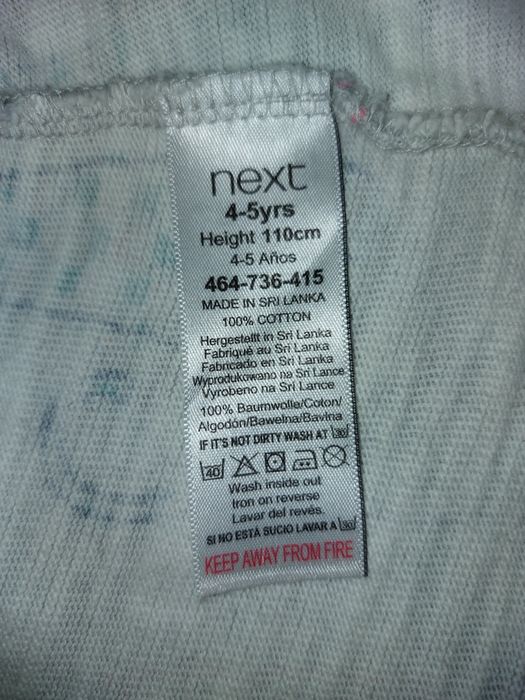 next
4-5yrs
Height 110cm
4-5 Años
464-736-415
MADE IN SRI LANKA
100% COTTON
Hergestellt in Sri Lanka
Fabriqué au Sri Lanka
Fabricado en Sri Lanka
Wyprodukowano na Sri Lance
Vyrobeno na Sri Lance
100% Baumwolle/Coton/
Algodón/Bawełna/Bavlna
IF IT'S NOT DIRTY WASH AT 30
40
Wash inside out
Iron on reverse
Lavar del revés
SI NO ESTÁ SUCIO LAVAR A 30
KEEP AWAY FROM FIRE